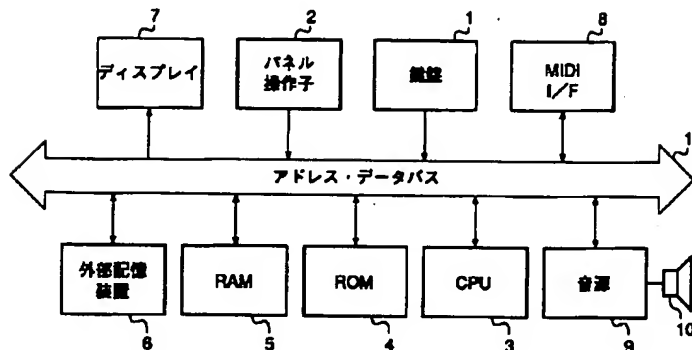 7
2
1
8
ディスプレイ
パネル
操作子
鍵盤
MIDI
I/F
1
アドレス・データバス
外部記憶
装置
RAM
ROM
CPU
音源
6
5
4
3
9
10